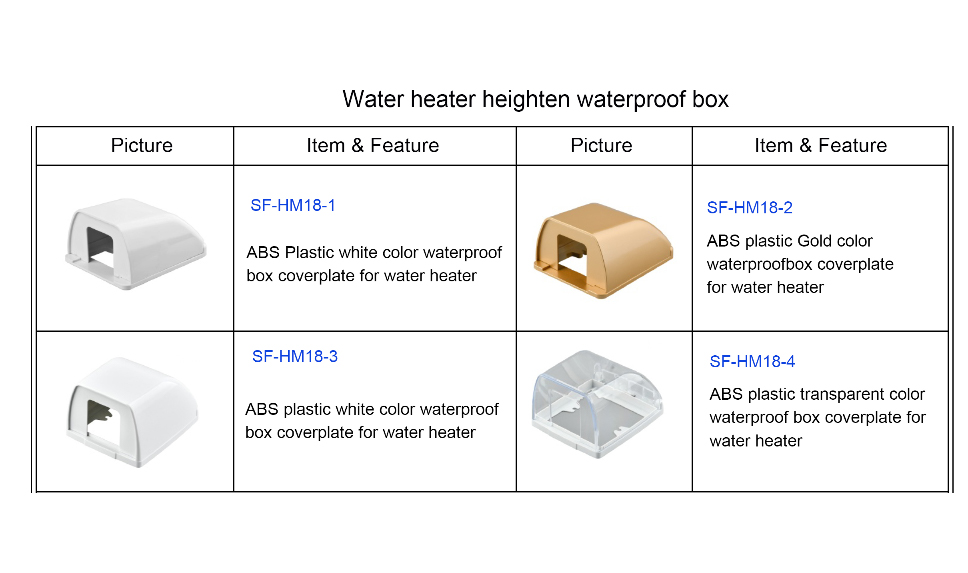 Water heater heighten waterproof box
Picture
Item & Feature
Picture
Item & Feature
SF-HM18-1
ABS Plastic white color waterproof
box coverplate for water heater
SF-HM18-2
ABS plastic Gold color
waterproofbox coverplate
for water heater
SF-HM18-3
ABS plastic white color waterproof
box coverplate for water heater
SF-HM18-4
ABS plastic transparent color
waterproof box coverplate for
water heater